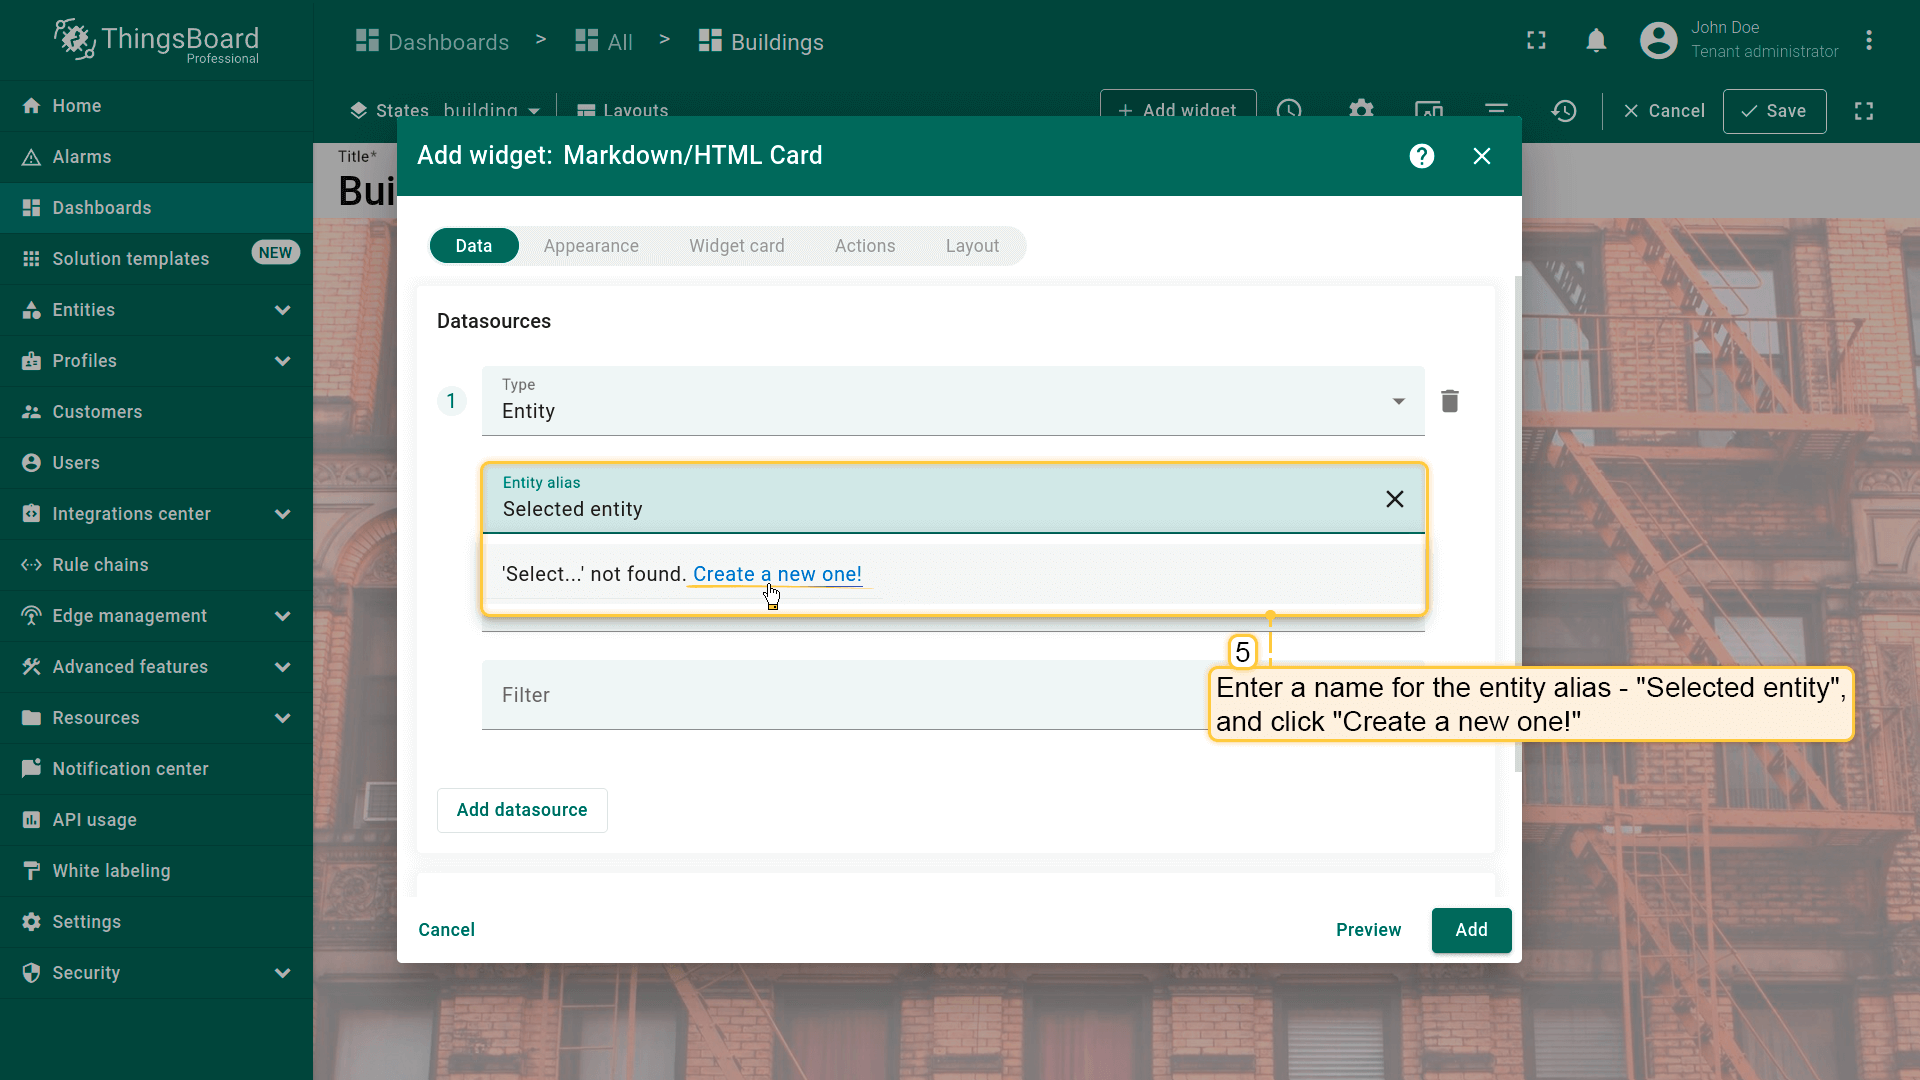 ThingsBoard
Professional
Dashboards > All > Buildings
John Doe
Tenant administrator
Home
Alarms
Dashboards
Solution templates
NEW
Entities
Profiles
Customers
Users
Integrations center
Rule chains
Edge management
Advanced features
Resources
Notification center
API usage
White labeling
Settings
Security
States building Layouts
+ Add widget
Cancel
Save
Title*
Bui
Add widget: Markdown/HTML Card
Data Appearance Widget card Actions Layout
Datasources
1
Type
Entity
Entity alias
Selected entity
'Select...' not found. Create a new one!
5
Enter a name for the entity alias - "Selected entity",
and click "Create a new one!"
Filter
Add datasource
Cancel
Preview
Add